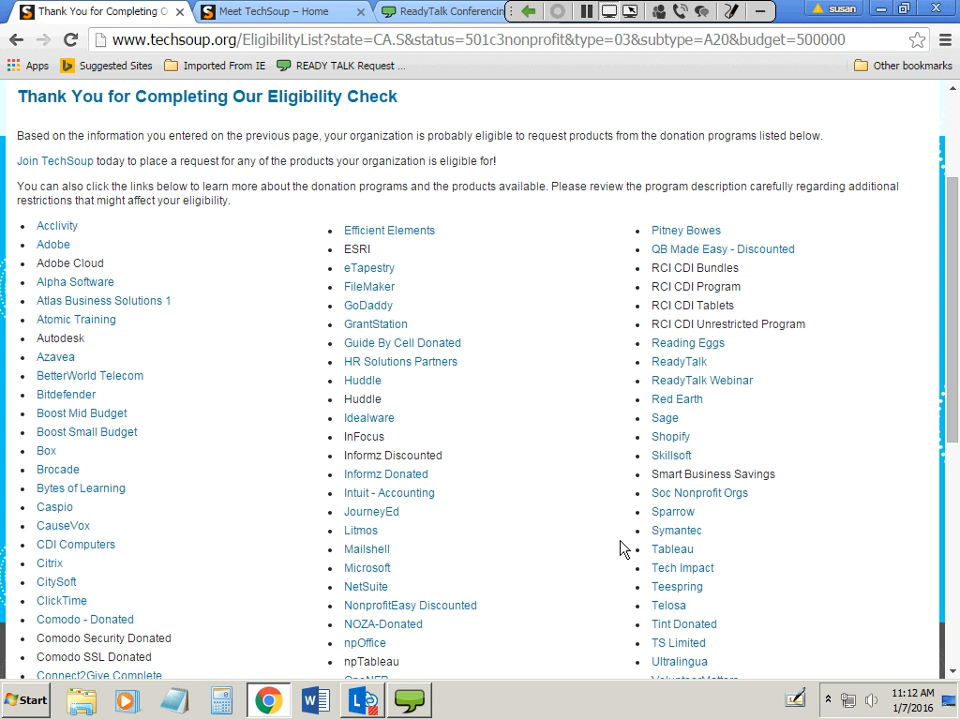 Thank You for Completing O
Meet TechSoup – Home
ReadyTalk Conferencin
susan
www.techsoup.org/EligibilityList?state=CA.S&status=501c3nonprofit&type=03&subtype=A20&budget=500000
Apps
Suggested Sites
Imported From IE
READY TALK Request ...
Other bookmarks
Thank You for Completing Our Eligibility Check
Based on the information you entered on the previous page, your organization is probably eligible to request products from the donation programs listed below.
Join TechSoup today to place a request for any of the products your organization is eligible for!
You can also click the links below to learn more about the donation programs and the products available. Please review the program description carefully regarding additional
restrictions that might affect your eligibility.
Acclivity
Adobe
Adobe Cloud
Alpha Software
Atlas Business Solutions 1
Atomic Training
Autodesk
Azavea
BetterWorld Telecom
Bitdefender
Boost Mid Budget
Boost Small Budget
Box
Brocade
Bytes of Learning
Caspio
CauseVox
CDI Computers
Citrix
CitySoft
ClickTime
Comodo - Donated
Comodo Security Donated
Comodo SSL Donated
Connect2Give Complete
Efficient Elements
ESRI
eTapestry
FileMaker
GoDaddy
GrantStation
Guide By Cell Donated
HR Solutions Partners
Huddle
Huddle
Idealware
InFocus
Informz Discounted
Informz Donated
Intuit - Accounting
JourneyEd
Litmos
Mailshell
Microsoft
NetSuite
NonprofitEasy Discounted
NOZA-Donated
npOffice
npTableau
Pitney Bowes
QB Made Easy - Discounted
RCI CDI Bundles
RCI CDI Program
RCI CDI Tablets
RCI CDI Unrestricted Program
Reading Eggs
ReadyTalk
ReadyTalk Webinar
Red Earth
Sage
Shopify
Skillsoft
Smart Business Savings
Soc Nonprofit Orgs
Sparrow
Symantec
Tableau
Tech Impact
Teespring
Telosa
Tint Donated
TS Limited
Ultralingua
Start
11:12 AM
1/7/2016